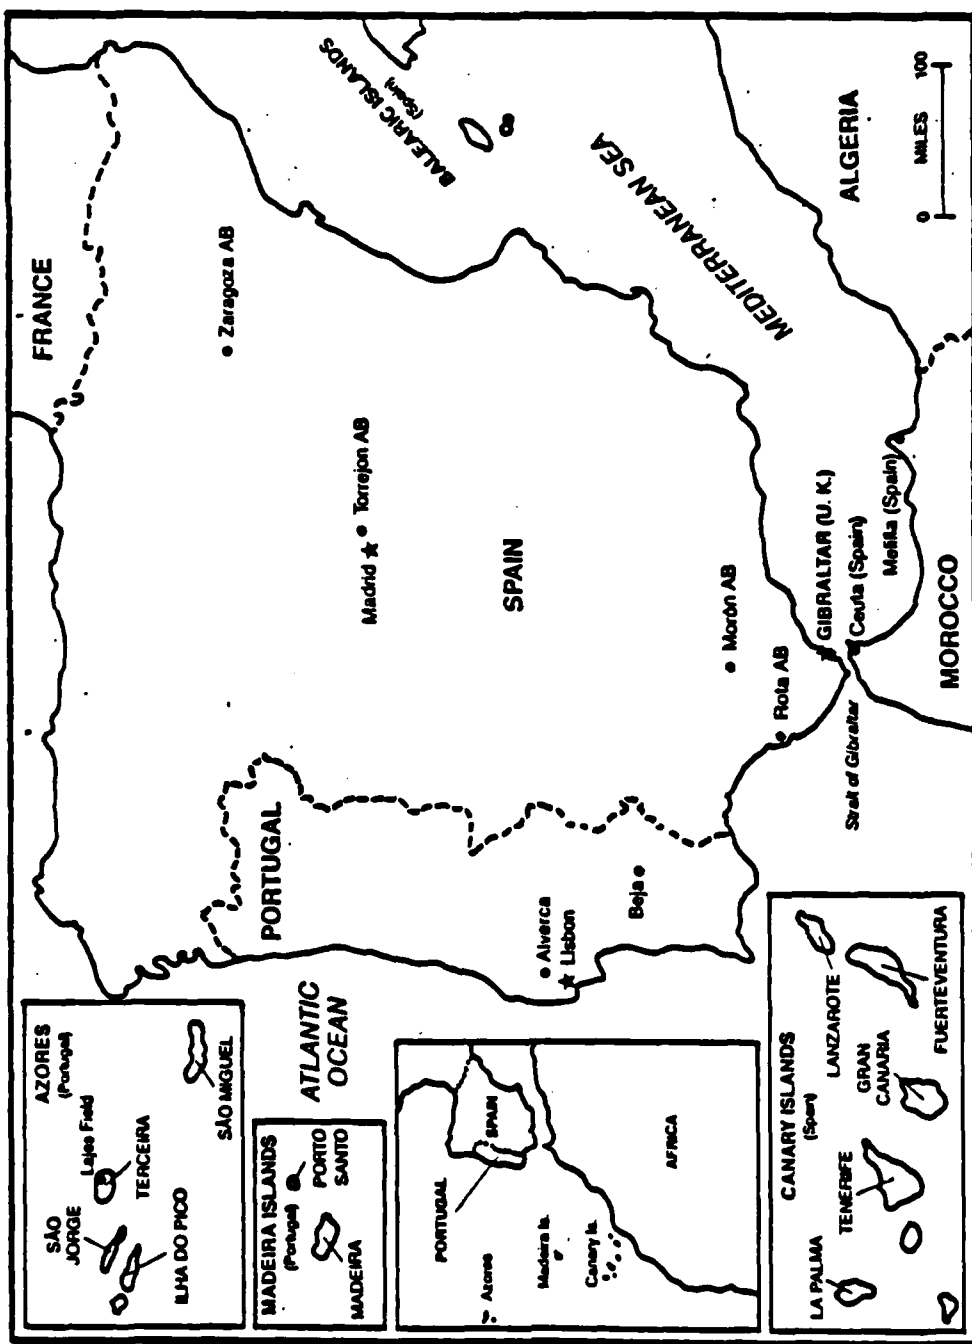 FRANCE
BALEARIC ISLANDS
(Spain)
Zaragoza AB
MEDITERRANEAN SEA
Madrid
Torrejon AB
SPAIN
ALGERIA
0
MILES
100
PORTUGAL
Morón AB
Rota AB
GIBRALTAR (U. K.)
Ceuta (Spain)
Melilla (Spain)
Strait of Gibraltar
MOROCCO
Alverca
Lisbon
Beja
ATLANTIC
OCEAN
AZORES
(Portugal)
Lajes Field
TERCEIRA
SÃO
JORGE
ILHA DO PICO
SÃO MIGUEL
MADEIRA ISLANDS
(Portugal)
PORTO
SANTO
MADEIRA
PORTUGAL
SPAIN
Azores
Madeira Is.
Canary Is.
AFRICA
CANARY ISLANDS
(Spain)
LANZAROTE
FUERTEVENTURA
GRAN
CANARIA
TENERIFE
LA PALMA